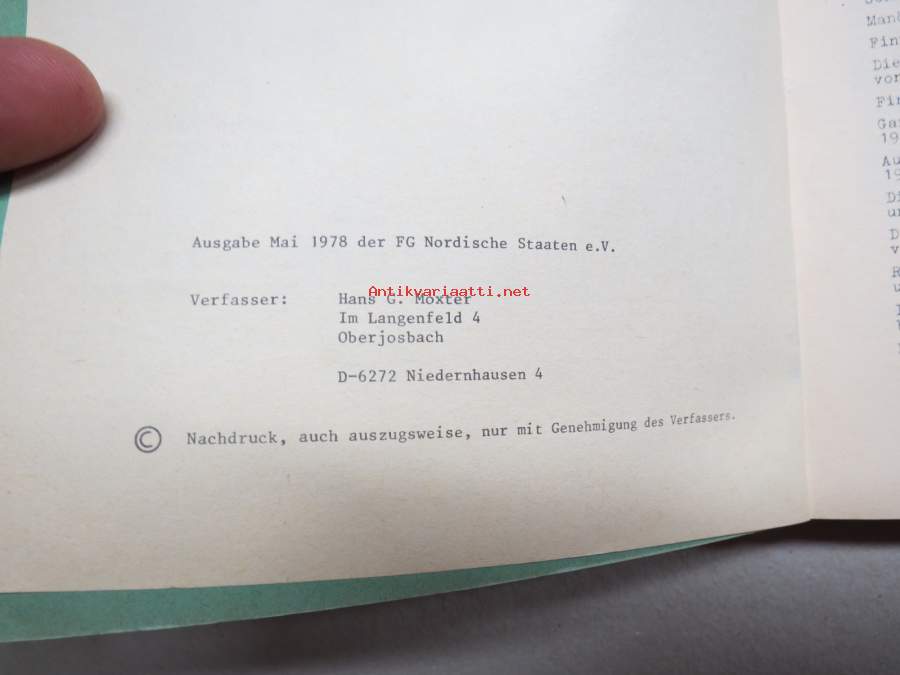 Ausgabe Mai 1978 der FG Nordische Staaten e.V.
Antikvariaatti.net
Verfasser: Hans G. Moxter
Im Langenfeld 4
Oberjosbach
D-6272 Niedernhausen 4
© Nachdruck, auch auszugsweise, nur mit Genehmigung des Verfassers.
Die